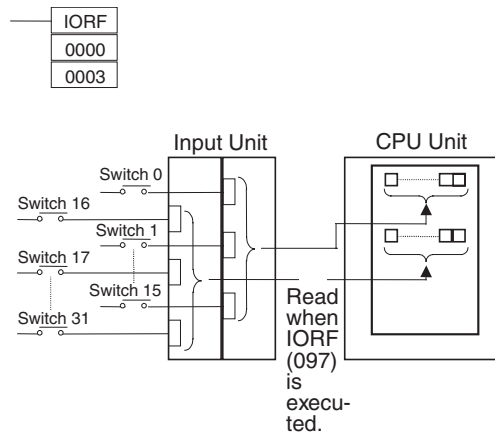 IORF
0000
0003
Input Unit
CPU Unit
Switch 0
Switch 16
Switch 1
Switch 17
Switch 15
Switch 31
Read
when
IORF
(097)
is
execu-
ted.